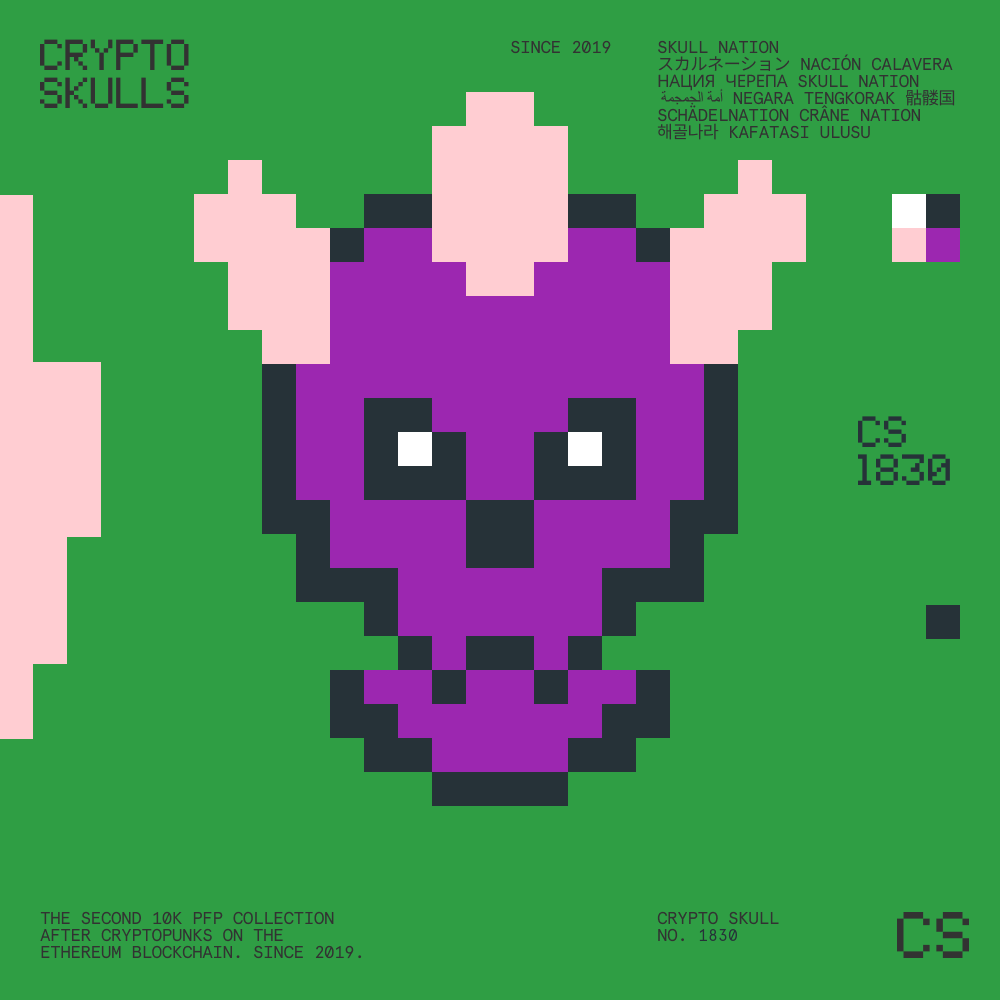 CRYPTO
SKULLS
SINCE 2019
SKULL NATION
スカルネーション NACIÓN CALAVERA
НАЦИЯ ЧЕРЕПА SKULL NATION
أمة الجمجمة NEGARA TENGKORAK 骷髅国
SCHÄDELNATION CRÂNE NATION
해골나라 KAFATASI ULUSU
CS
1830
THE SECOND 10K PFP COLLECTION
AFTER CRYPTOPUNKS ON THE
ETHEREUM BLOCKCHAIN. SINCE 2019.
CRYPTO SKULL
NO. 1830
CS